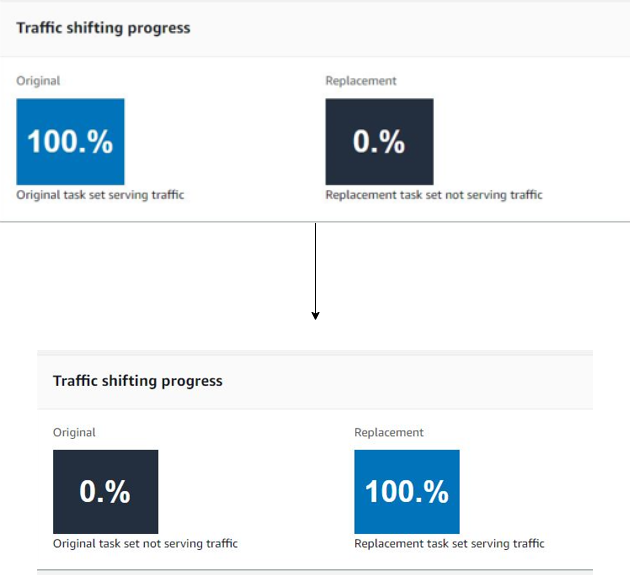 Traffic shifting progress
Original Replacement
100.% 0.%
Original task set serving traffic Replacement task set not serving traffic
Traffic shifting progress
Original Replacement
0.% 100.%
Original task set not serving traffic Replacement task set serving traffic